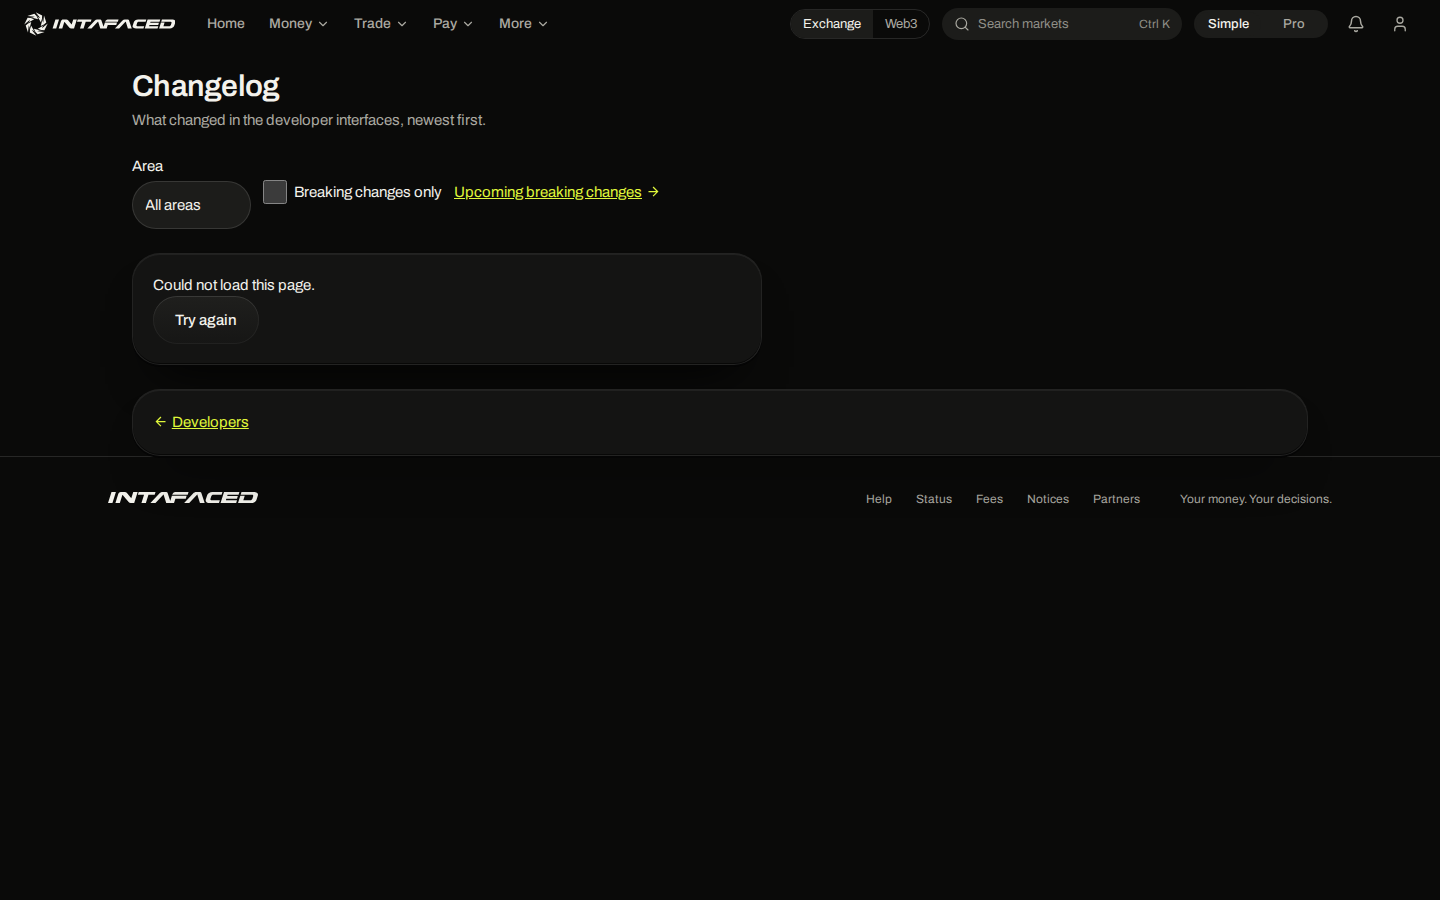 INTAFACED Home Money Trade Pay More Exchange Web3 Search markets Ctrl K Simple Pro
Changelog
What changed in the developer interfaces, newest first.
Area
All areas
Breaking changes only Upcoming breaking changes →
Could not load this page.
Try again
← Developers
INTAFACED Help Status Fees Notices Partners Your money. Your decisions.